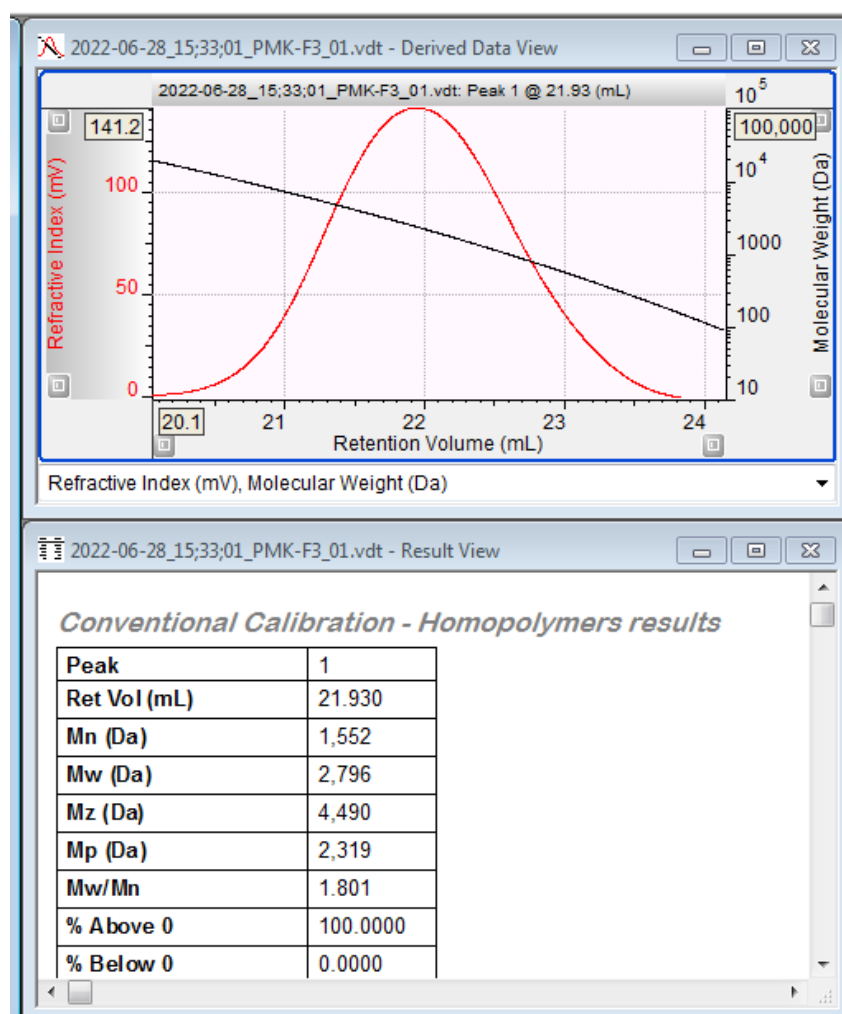 2022-06-28_15;33;01_PMK-F3_01.vdt - Derived Data View
2022-06-28_15;33;01_PMK-F3_01.vdt: Peak 1 @ 21.93 (mL)
10^5
141.2
100,000
10^4
100
1000
50
100
0
10
Refractive Index (mV)
Molecular Weight (Da)
20.1 21 22 23 24
Retention Volume (mL)
Refractive Index (mV), Molecular Weight (Da)
2022-06-28_15;33;01_PMK-F3_01.vdt - Result View
Conventional Calibration - Homopolymers results
Peak 1
Ret Vol (mL) 21.930
Mn (Da) 1,552
Mw (Da) 2,796
Mz (Da) 4,490
Mp (Da) 2,319
Mw/Mn 1.801
% Above 0 100.0000
% Below 0 0.0000